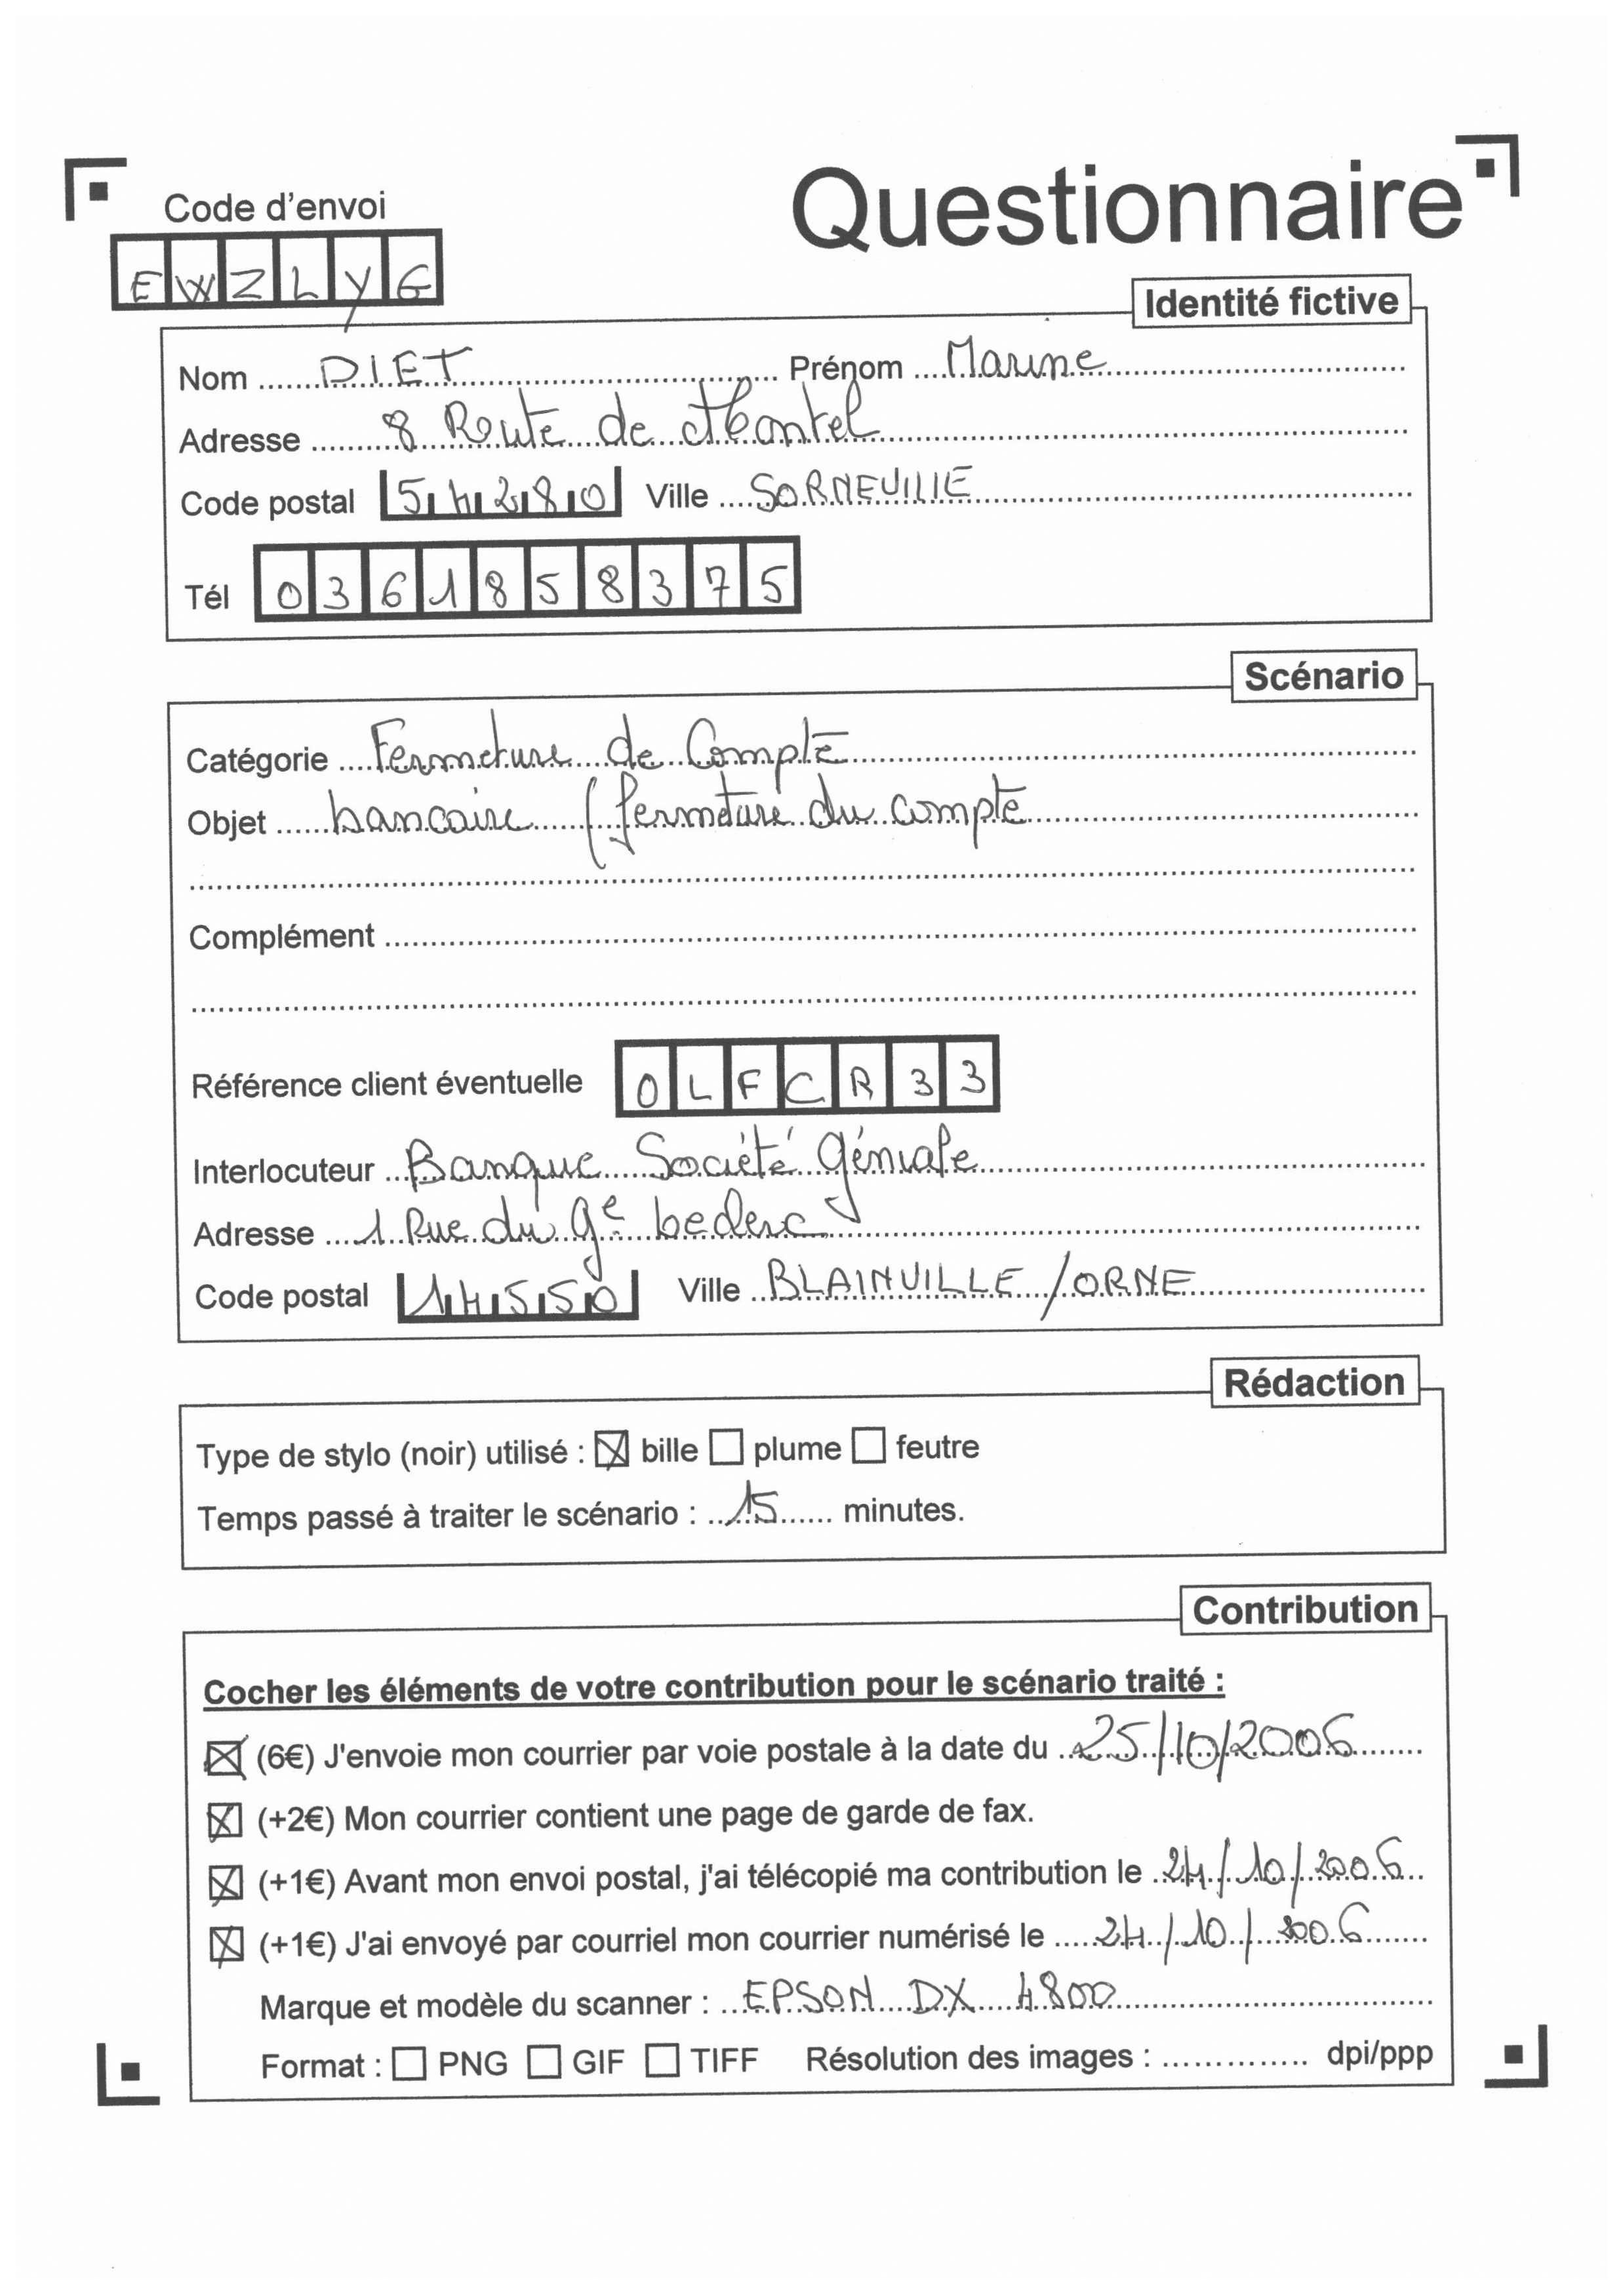 Code d'envoi
Questionnaire
EWZLYG
Identité fictive
Nom DIET Prénom Marine
Adresse 8 Route de Montel
Code postal 54280 Ville SORNEVILLE
Tél 0361858375
Scénario
Catégorie Fermeture de Compte
Objet bancaire (fermeture du compte
Complément
Référence client éventuelle OLFCR33
Interlocuteur Banque Société géniale
Adresse 1 Rue du ge Leclerc
Code postal 14550 Ville BLAINVILLE / ORNE
Rédaction
Type de stylo (noir) utilisé : ☒ bille ☐ plume ☐ feutre
Temps passé à traiter le scénario : 15 minutes.
Contribution
Cocher les éléments de votre contribution pour le scénario traité :
☒ (6€) J'envoie mon courrier par voie postale à la date du 25/10/2006
☒ (+2€) Mon courrier contient une page de garde de fax.
☒ (+1€) Avant mon envoi postal, j'ai télécopié ma contribution le 24/10/2006
☒ (+1€) J'ai envoyé par courriel mon courrier numérisé le 24/10/2006
Marque et modèle du scanner : EPSON DX 4800
Format : ☐ PNG ☐ GIF ☐ TIFF Résolution des images : dpi/ppp